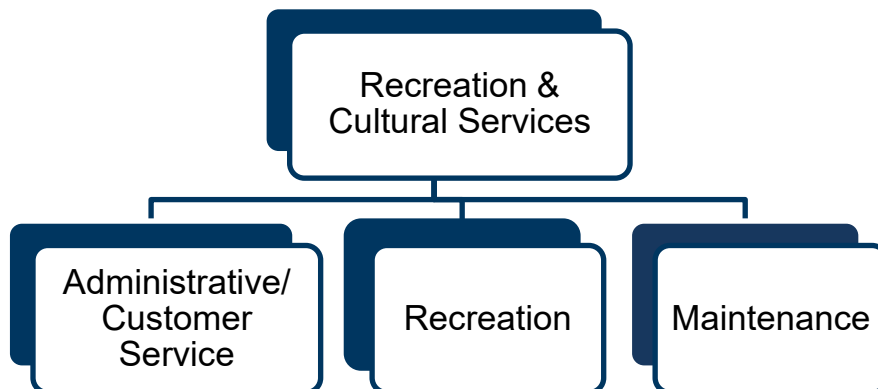 Recreation &
Cultural Services
Administrative/
Customer
Service
Recreation
Maintenance